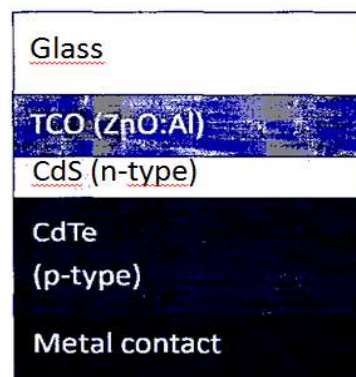 Glass
TCO (ZnO:Al)
CdS (n-type)
CdTe
(p-type)
Metal contact